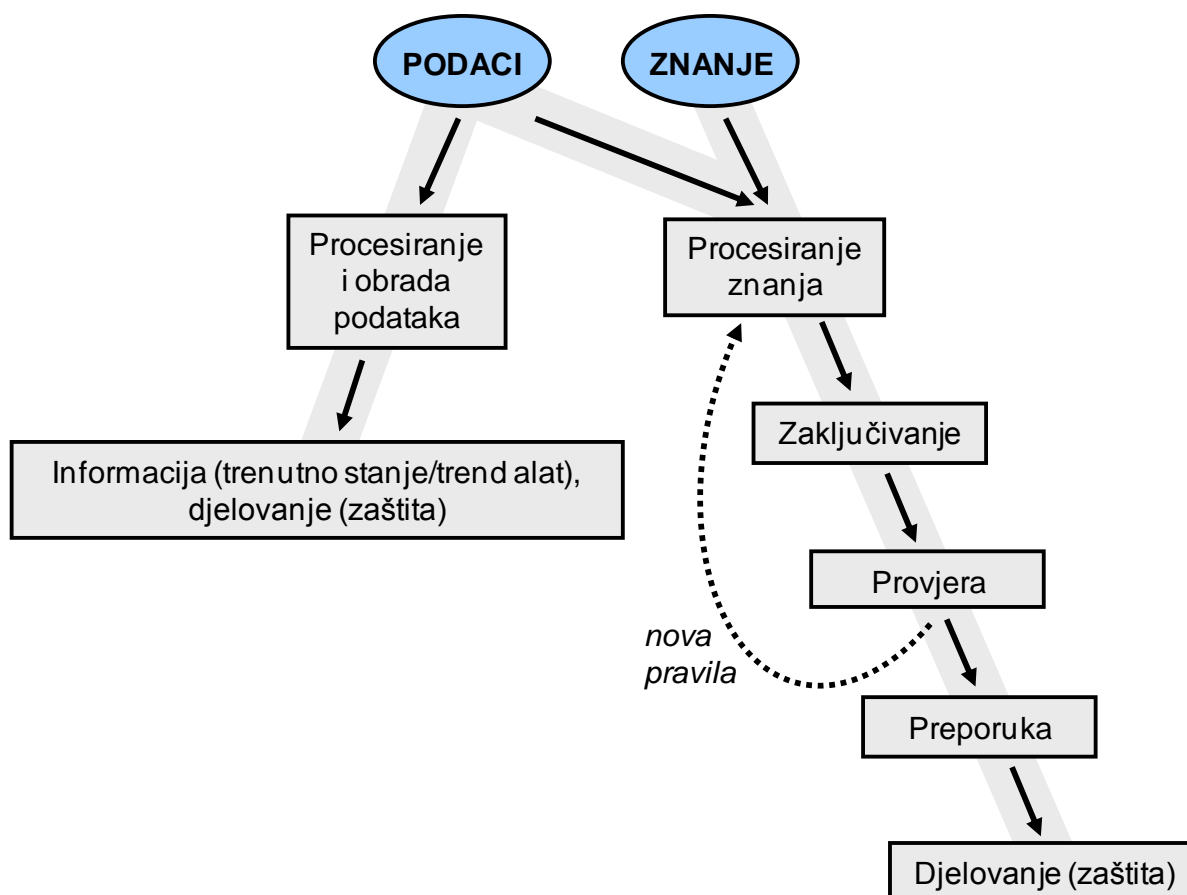 PODACI
ZNANJE
Procesiranje
i obrada
podataka
Procesiranje
znanja
Informacija (trenutno stanje/trend alat),
djelovanje (zaštita)
Zaključivanje
Provjera
nova
pravila
Preporuka
Djelovanje (zaštita)